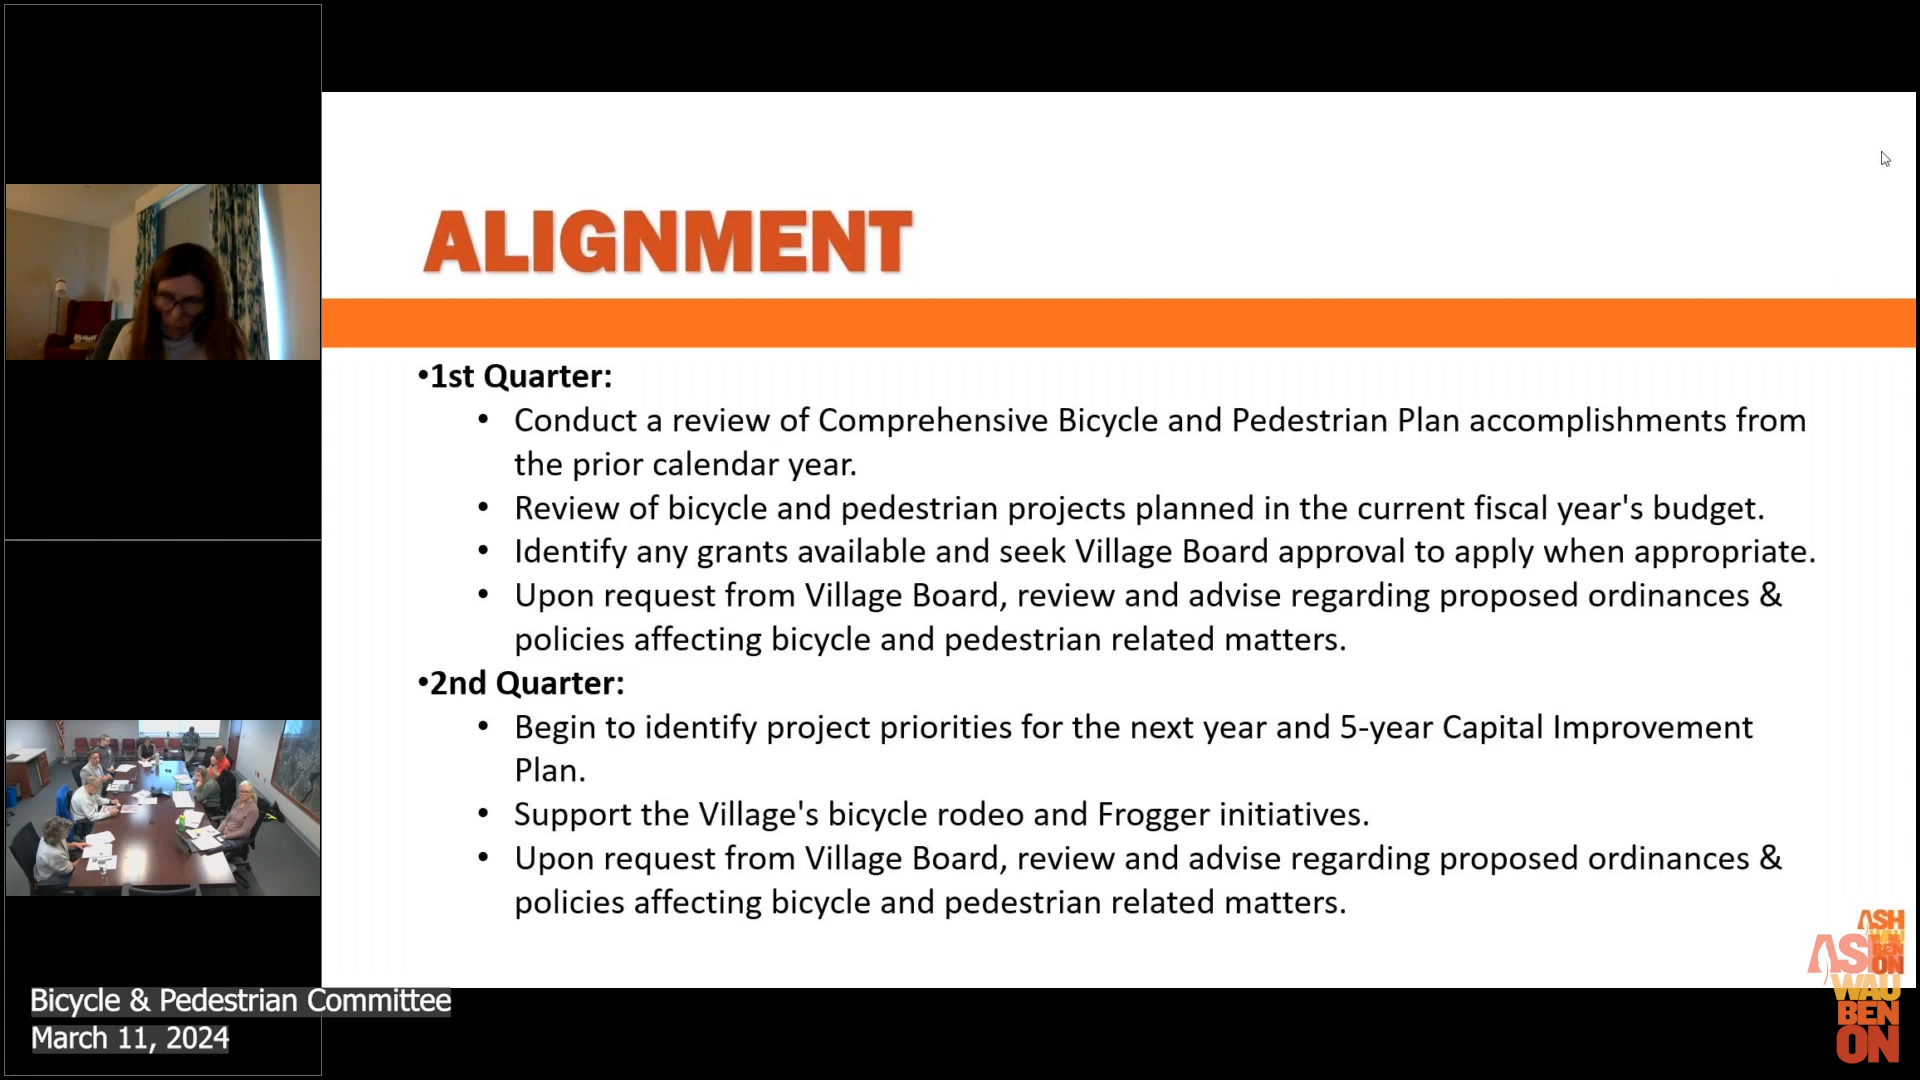 ALIGNMENT
•1st Quarter:
• Conduct a review of Comprehensive Bicycle and Pedestrian Plan accomplishments from
the prior calendar year.
• Review of bicycle and pedestrian projects planned in the current fiscal year's budget.
• Identify any grants available and seek Village Board approval to apply when appropriate.
• Upon request from Village Board, review and advise regarding proposed ordinances &
policies affecting bicycle and pedestrian related matters.
•2nd Quarter:
• Begin to identify project priorities for the next year and 5-year Capital Improvement
Plan.
• Support the Village's bicycle rodeo and Frogger initiatives.
• Upon request from Village Board, review and advise regarding proposed ordinances &
policies affecting bicycle and pedestrian related matters.
Bicycle & Pedestrian Committee
March 11, 2024
ASH
WAU
BEN
ON
ASH
WAU
BEN
ON